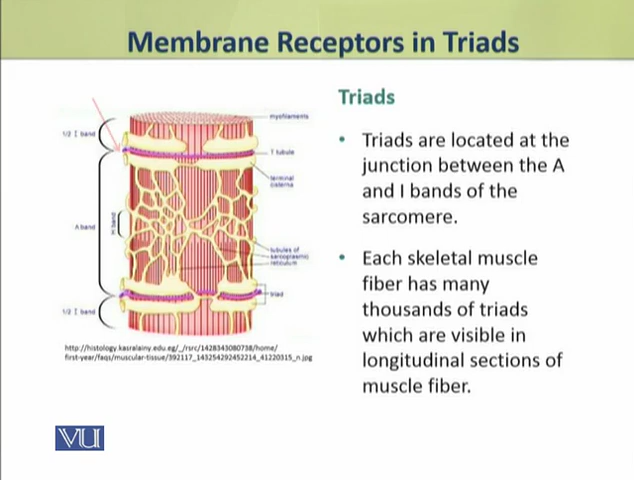 Membrane Receptors in Triads
myofilaments
1/2 I band
T tubule
terminal
cisterna
A band
H band
tubules of
sarcoplasmic
reticulum
triad
1/2 I band
http://histology.kasralainy.edu.eg/_/rsrc/1428343080738/home/
first-year/faqs/muscular-tissue/392117_143254292452214_41220315_n.jpg
Triads
• Triads are located at the
junction between the A
and I bands of the
sarcomere.
• Each skeletal muscle
fiber has many
thousands of triads
which are visible in
longitudinal sections of
muscle fiber.
VU